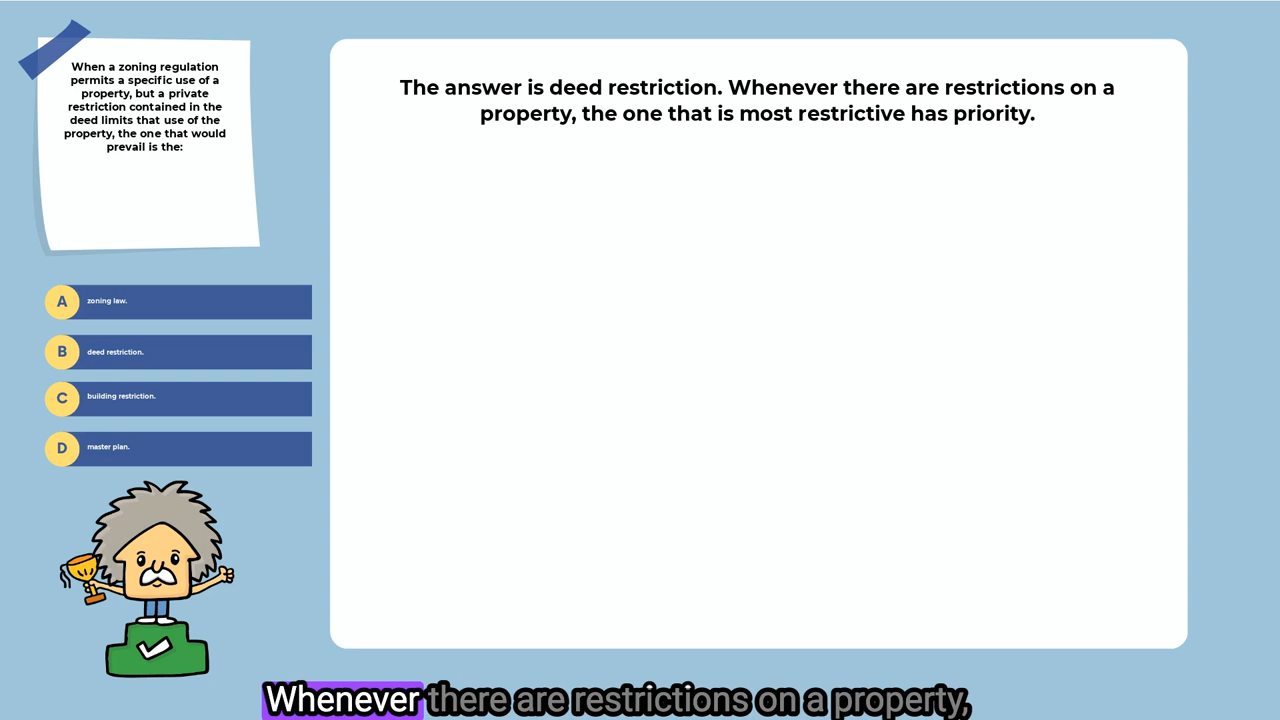 When a zoning regulation
permits a specific use of a
property, but a private
restriction contained in the
deed limits that use of the
property, the one that would
prevail is the:
A zoning law.
B deed restriction.
C building restriction.
D master plan.
The answer is deed restriction. Whenever there are restrictions on a
property, the one that is most restrictive has priority.
Whenever there are restrictions on a property,